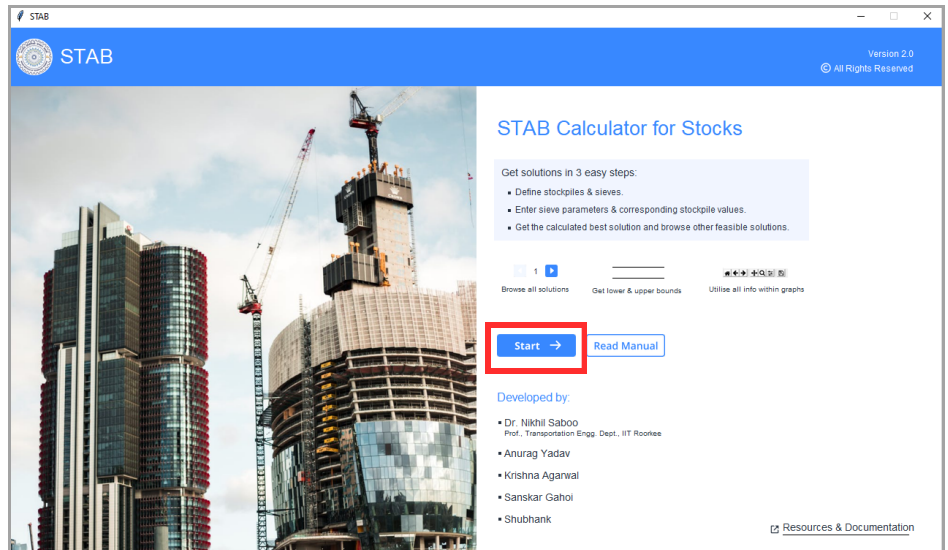 STAB
STAB
Version 2.0
© All Rights Reserved
STAB Calculator for Stocks
Get solutions in 3 easy steps:
▪ Define stockpiles & sieves.
▪ Enter sieve parameters & corresponding stockpile values.
▪ Get the calculated best solution and browse other feasible solutions.
1
Browse all solutions
Get lower & upper bounds
Utilise all info within graphs
Start →
Read Manual
Developed by:
▪ Dr. Nikhil Saboo
Prof., Transportation Engg. Dept., IIT Roorkee
▪ Anurag Yadav
▪ Krishna Agarwal
▪ Sanskar Gahoi
▪ Shubhank
Resources & Documentation